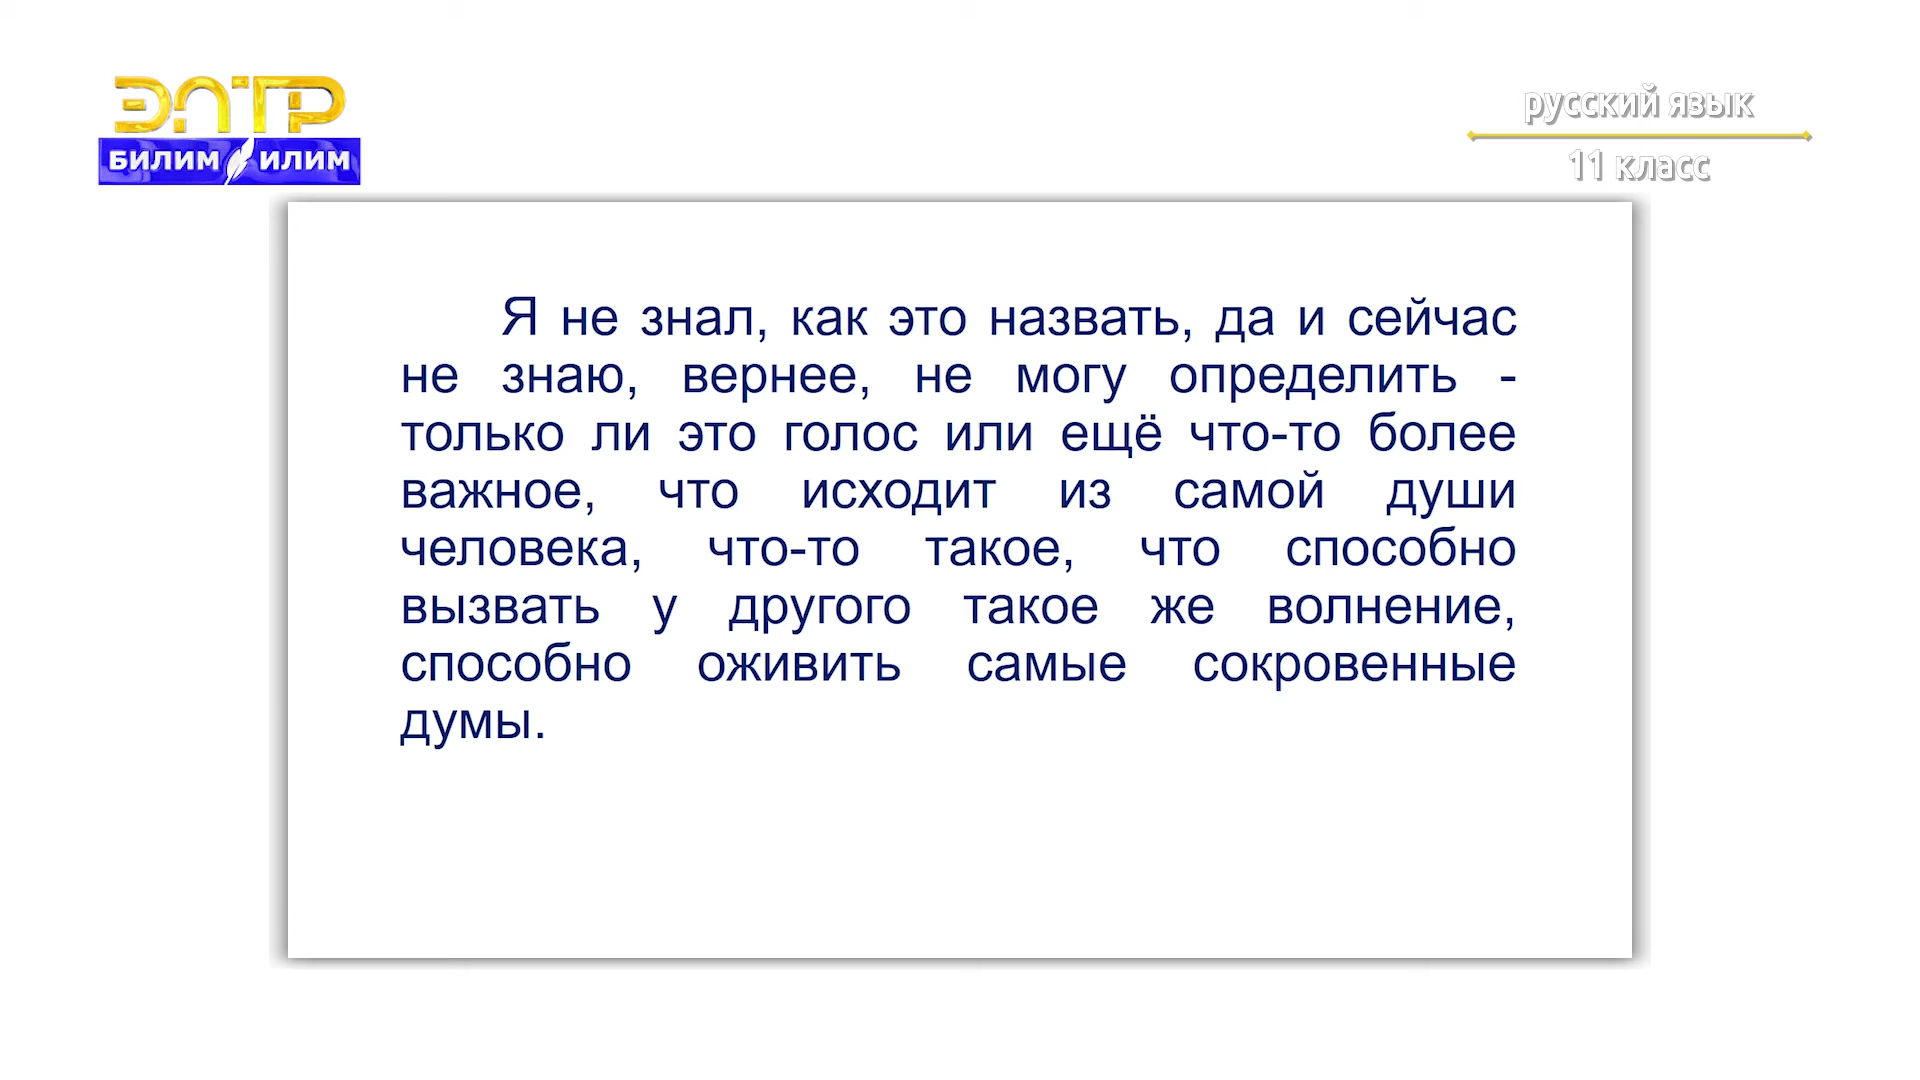 ЭЛТР
БИЛИМ ИЛИМ
русский язык
11 класс
Я не знал, как это назвать, да и сейчас
не знаю, вернее, не могу определить -
только ли это голос или ещё что-то более
важное, что исходит из самой души
человека, что-то такое, что способно
вызвать у другого такое же волнение,
способно оживить самые сокровенные
думы.